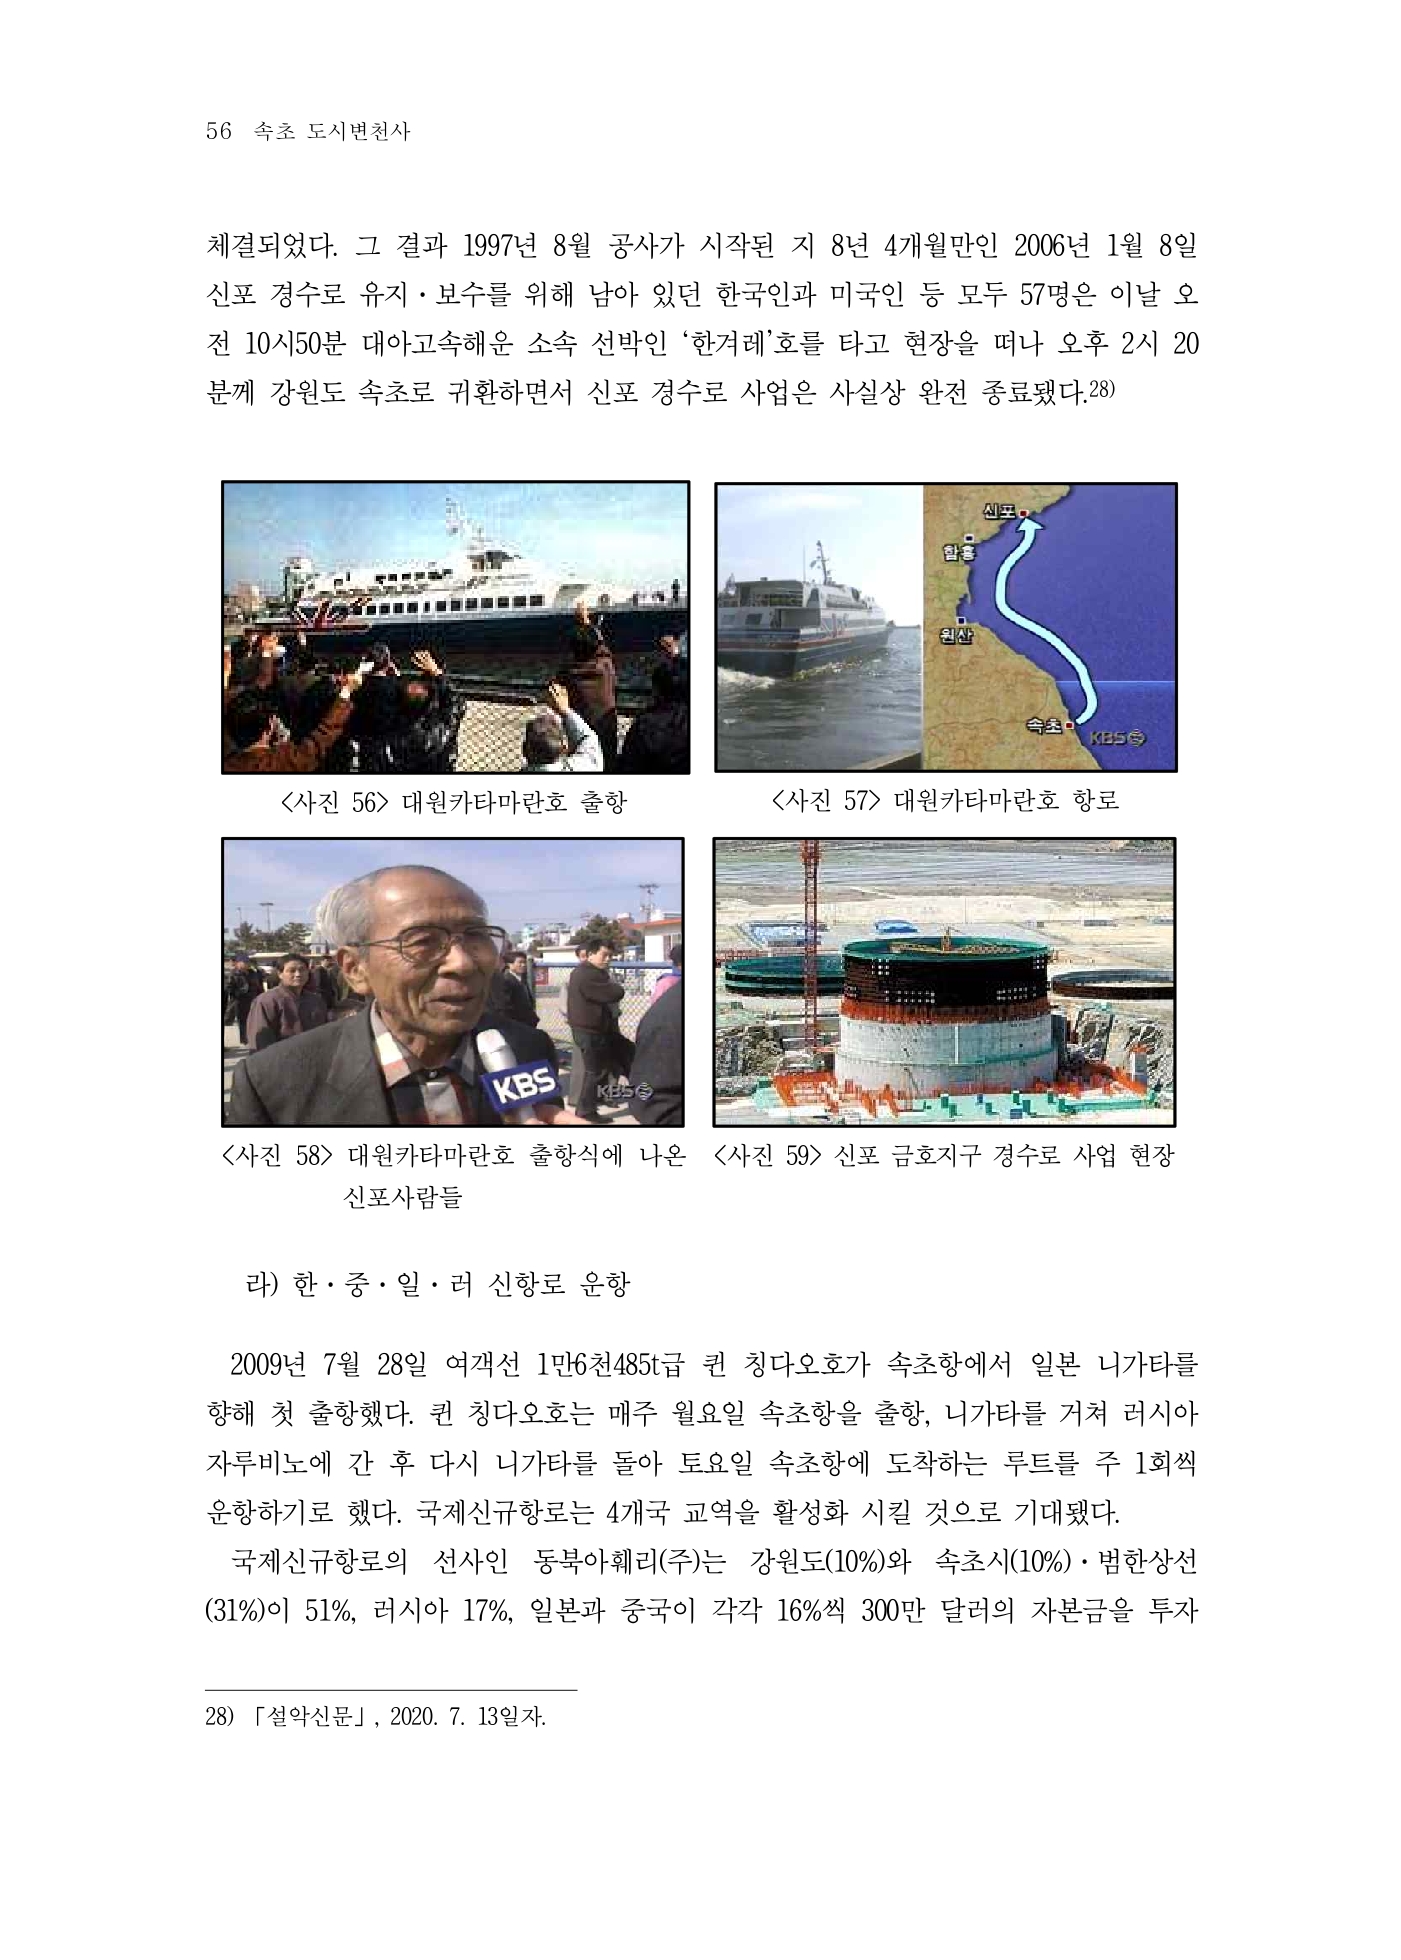 56 속초 도시변천사
체결되었다. 그 결과 1997년 8월 공사가 시작된 지 8년 4개월만인 2006년 1월 8일
신포 경수로 유지·보수를 위해 남아 있던 한국인과 미국인 등 모두 57명은 이날 오
전 10시50분 대아고속해운 소속 선박인 ‘한겨레’호를 타고 현장을 떠나 오후 2시 20
분께 강원도 속초로 귀환하면서 신포 경수로 사업은 사실상 완전 종료됐다.28)
신포
함흥
원산
속초
KBS
<사진 56> 대원카타마란호 출항
<사진 57> 대원카타마란호 항로
KBS
KBS
<사진 58> 대원카타마란호 출항식에 나온
신포사람들
<사진 59> 신포 금호지구 경수로 사업 현장
라) 한·중·일·러 신항로 운항
2009년 7월 28일 여객선 1만6천485t급 퀸 칭다오호가 속초항에서 일본 니가타를
향해 첫 출항했다. 퀸 칭다오호는 매주 월요일 속초항을 출항, 니가타를 거쳐 러시아
자루비노에 간 후 다시 니가타를 돌아 토요일 속초항에 도착하는 루트를 주 1회씩
운항하기로 했다. 국제신규항로는 4개국 교역을 활성화 시킬 것으로 기대됐다.
국제신규항로의 선사인 동북아훼리(주)는 강원도(10%)와 속초시(10%)·범한상선
(31%)이 51%, 러시아 17%, 일본과 중국이 각각 16%씩 300만 달러의 자본금을 투자
28) 「설악신문」, 2020. 7. 13일자.